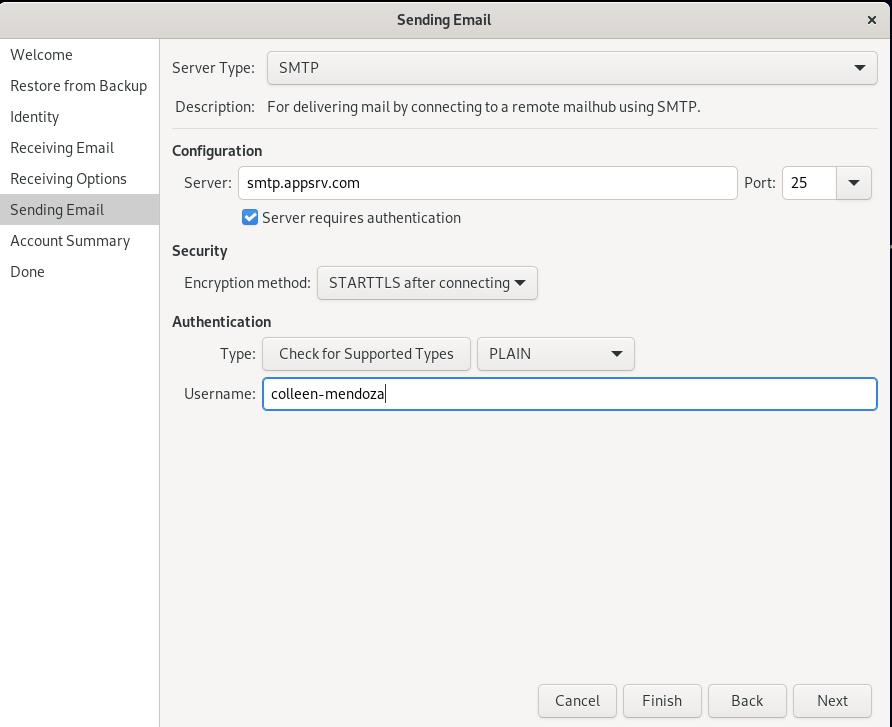 Sending Email
Welcome
Restore from Backup
Identity
Receiving Email
Receiving Options
Sending Email
Account Summary
Done
Server Type: SMTP
Description: For delivering mail by connecting to a remote mailhub using SMTP.
Configuration
Server: smtp.appsrv.com Port: 25
Server requires authentication
Security
Encryption method: STARTTLS after connecting
Authentication
Type: Check for Supported Types PLAIN
Username: colleen-mendoza
Cancel Finish Back Next